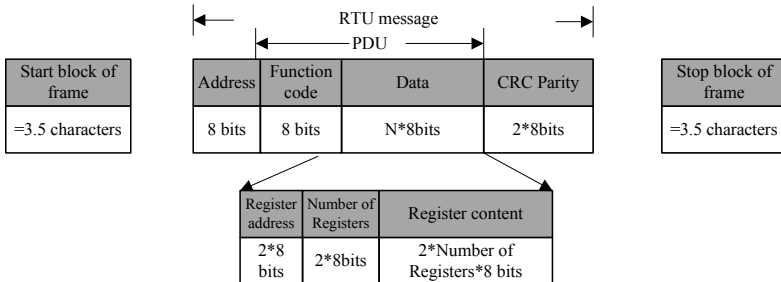 RTU message
PDU
Start block of
frame
=3.5 characters
Address
Function
code
Data
CRC Parity
8 bits
8 bits
N*8bits
2*8bits
Stop block of
frame
=3.5 characters
Register
address
Number of
Registers
Register content
2*8
bits
2*8bits
2*Number of
Registers*8 bits